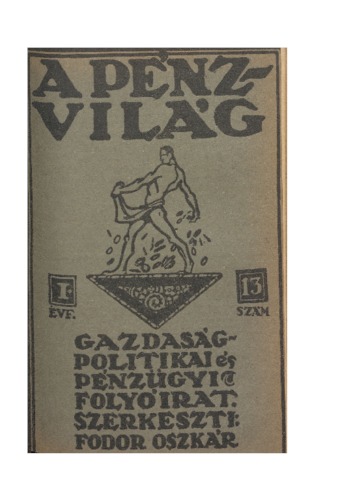 A PÉNZ-
VILÁG
I
ÉVF.
13
SZÁM
GAZDASÁG-
POLITIKAI és
PÉNZÜGYI
FOLYÓIRAT.
SZERKESZTI:
FODOR OSZKÁR